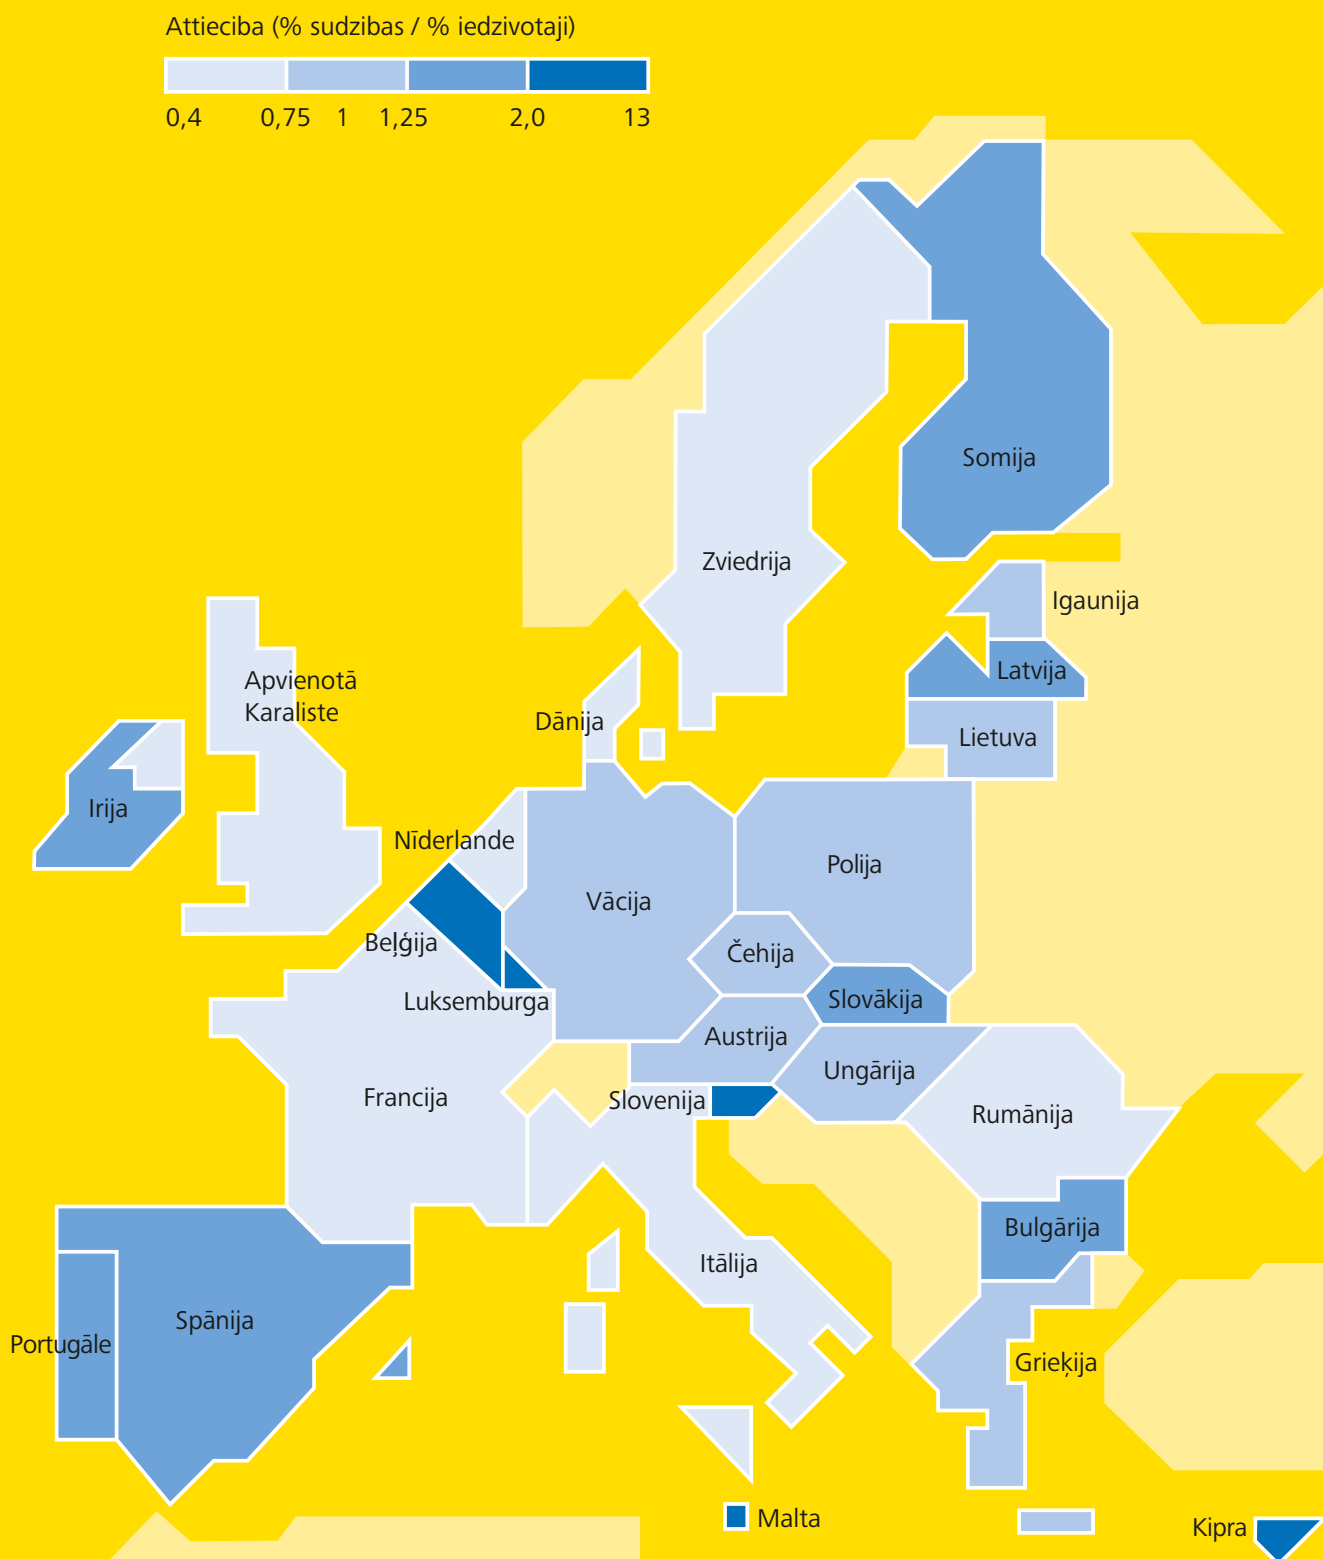 Attieciba (% sudzibas / % iedzivotaji)
0,4 0,75 1 1,25 2,0 13
Somija
Zviedrija
Igaunija
Latvija
Lietuva
Apvienotā
Karaliste
Dānija
Irija
Nīderlande
Polija
Vācija
Beļģija
Čehija
Luksemburga
Slovākija
Austrija
Ungārija
Francija
Slovenija
Rumānija
Bulgārija
Itālija
Spānija
Portugāle
Grieķija
Malta
Kipra